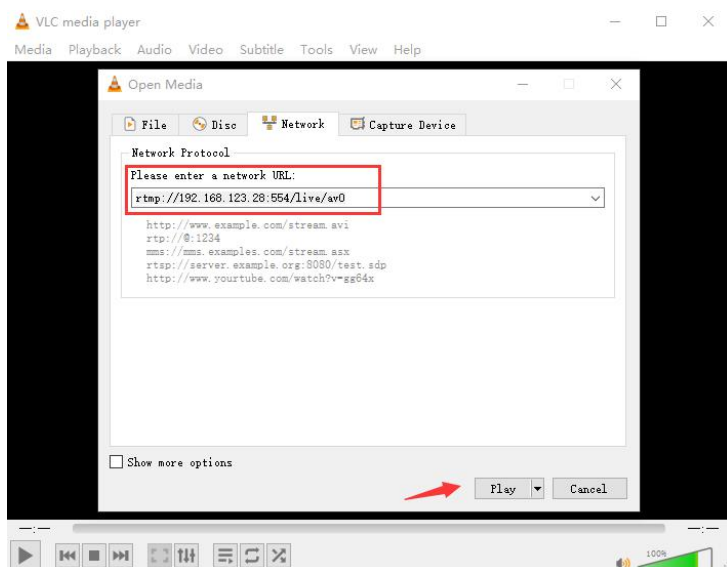 VLC media player
Media Playback Audio Video Subtitle Tools View Help
Open Media
File Disc Network Capture Device
Network Protocol
Please enter a network URL:
rtmp://192.168.123.28:554/live/av0
http://www.example.com/stream.avi
rtp://@:1234
mms://mms.examples.com/stream.asx
rtsp://server.example.org:8080/test.sdp
http://www.yourtube.com/watch?v=gg64x
Show more options
Play Cancel
--:-- --:--
100%